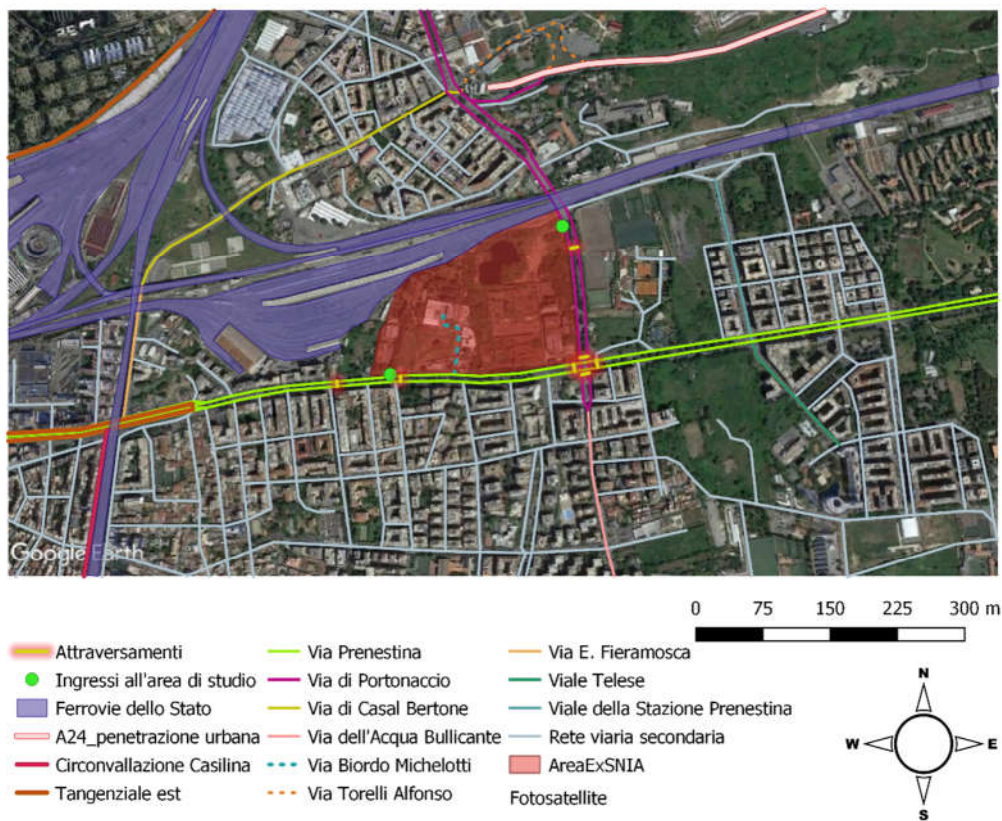 Google Earth
0 75 150 225 300 m
Attraversamenti
Ingressi all'area di studio
Ferrovie dello Stato
A24_penetrazione urbana
Circonvallazione Casilina
Tangenziale est
Via Prenestina
Via di Portonaccio
Via di Casal Bertone
Via dell'Acqua Bullicante
Via Biordo Michelotti
Via Torelli Alfonso
Via E. Fieramosca
Viale Telese
Viale della Stazione Prenestina
Rete viaria secondaria
AreaExSNIA
Fotosatellite
N
W E
S